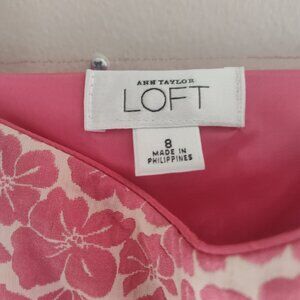 ANN TAYLOR
LOFT
8
MADE IN
PHILIPPINES